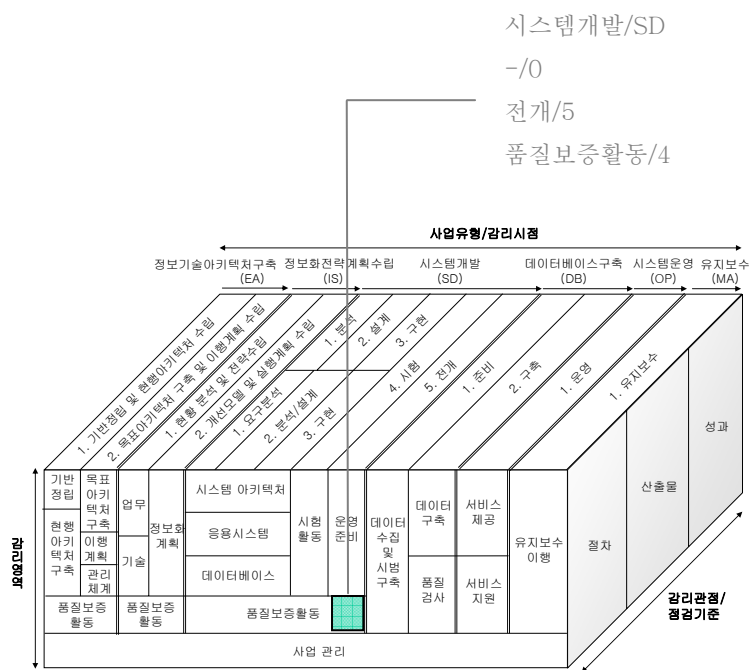 시스템개발/SD
-/0
전개/5
품질보증활동/4
사업유형/감리시점
정보기술아키텍처구축
(EA)
정보화전략계획수립
(IS)
시스템개발
(SD)
데이터베이스구축
(DB)
시스템운영
(OP)
유지보수
(MA)
1. 기반정립 및 현행아키텍처 수립
2. 목표아키텍처 구축 및 이행계획 수립
1. 현황 분석 및 전략수립
2. 개선모델 및 실행계획 수립
1. 분석
2. 설계
3. 구현
1. 요구분석
2. 분석/설계
3. 구현
4. 시험
5. 전개
1. 준비
2. 구축
1. 운영
1. 유지보수
감리영역
기반
정립
현행
아키
텍처
구축
목표
아키
텍처
구축
이행
계획
관리
체계
업무
기술
정보화
계획
시스템 아키텍처
응용시스템
데이터베이스
시험
활동
운영
준비
데이터
수집
및
시범
구축
데이터
구축
품질
검사
서비스
제공
서비스
지원
유지보수
이행
절차
산출물
성과
품질보증
활동
품질보증
활동
품질보증활동
사업 관리
감리관점/
점검기준